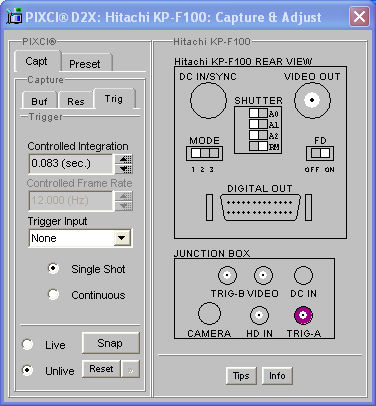 PIXCI® D2X: Hitachi KP-F100: Capture & Adjust
PIXCI®
Capt
Preset
Capture
Buf
Res
Trig
Trigger
Controlled Integration
0.083 (sec.)
Controlled Frame Rate
12.000 (Hz)
Trigger Input
None
Single Shot
Continuous
Live
Snap
Unlive
Reset
»
Hitachi KP-F100
Hitachi KP-F100 REAR VIEW
DC IN/SYNC
VIDEO OUT
SHUTTER
A0
A1
A2
RM
MODE
1 2 3
FD
OFF ON
DIGITAL OUT
JUNCTION BOX
TRIG-B VIDEO DC IN
CAMERA HD IN TRIG-A
Tips
Info